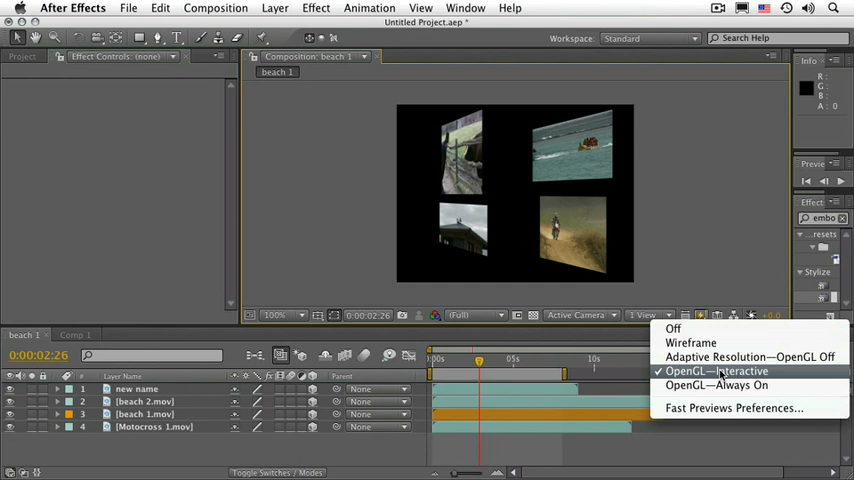 After Effects File Edit Composition Layer Effect Animation View Window Help
Untitled Project.aep *
Workspace: Standard Search Help
Project Effect Controls: (none) Composition: beach 1 Info
beach 1
R :
G :
B :
A : 0
Previe
Effect
embo
...resets
Stylize
100% 0:00:02:26 (Full) Active Camera 1 View +0.0
Off
Wireframe
Adaptive Resolution—OpenGL Off
✓ OpenGL—Interactive
OpenGL—Always On
Fast Previews Preferences...
beach 1 Comp 1
0:00:02:26 0:00s 05s 10s
# Layer Name Parent
1 new name None
2 [beach 2.mov] None
3 [beach 1.mov] None
4 [Motocross 1.mov] None
Toggle Switches / Modes